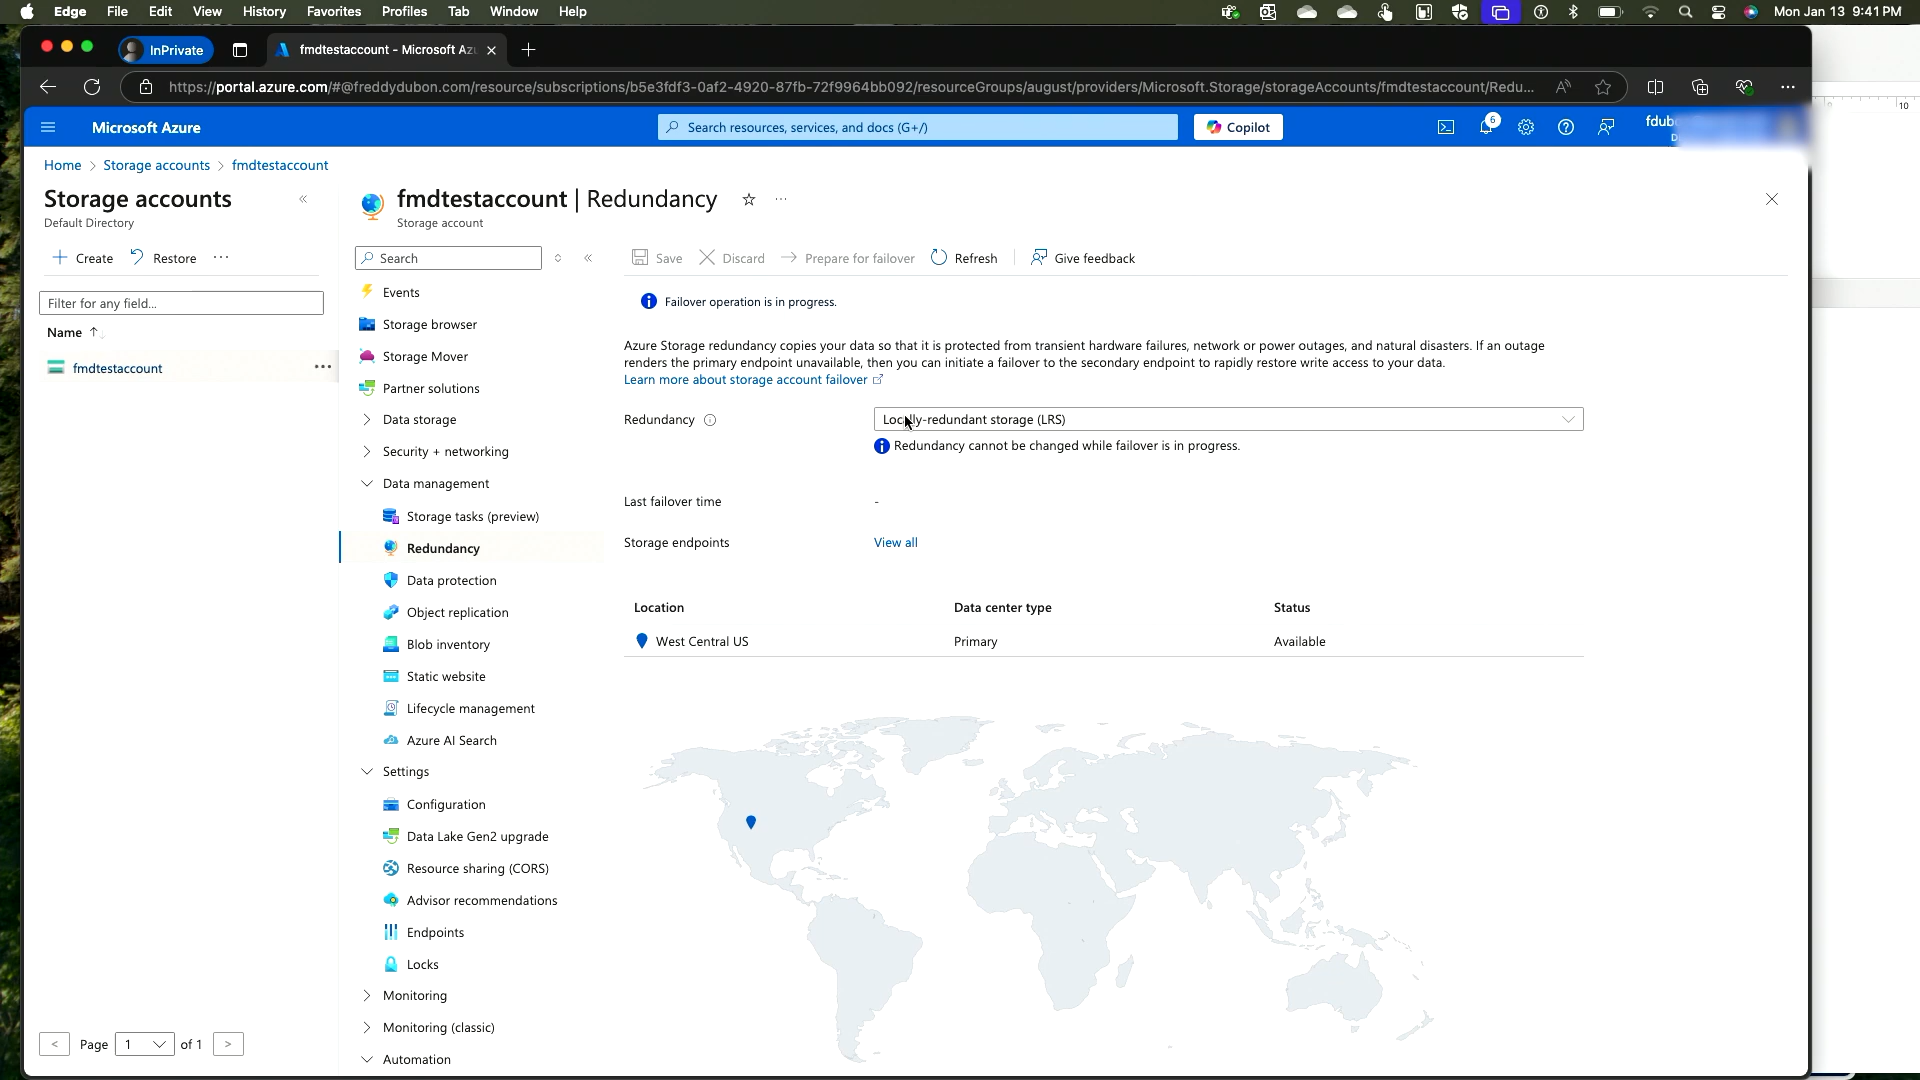 Edge File Edit View History Favorites Profiles Tab Window Help
Mon Jan 13 9:41 PM
InPrivate
fmdtestaccount - Microsoft Az
https://portal.azure.com/#@freddydubon.com/resource/subscriptions/b5e3fdf3-0af2-4920-87fb-72f9964bb092/resourceGroups/august/providers/Microsoft.Storage/storageAccounts/fmdtestaccount/Redu...
10
Microsoft Azure
Search resources, services, and docs (G+/)
Copilot
6
Home > Storage accounts > fmdtestaccount
Storage accounts
Default Directory
fmdtestaccount | Redundancy
Storage account
+ Create Restore ...
Filter for any field...
Name ↑
fmdtestaccount
Page 1 of 1
Search
Events
Storage browser
Storage Mover
Partner solutions
Data storage
Security + networking
Data management
Storage tasks (preview)
Redundancy
Data protection
Object replication
Blob inventory
Static website
Lifecycle management
Azure AI Search
Settings
Configuration
Data Lake Gen2 upgrade
Resource sharing (CORS)
Advisor recommendations
Endpoints
Locks
Monitoring
Monitoring (classic)
Automation
Save Discard Prepare for failover Refresh Give feedback
Failover operation is in progress.
Azure Storage redundancy copies your data so that it is protected from transient hardware failures, network or power outages, and natural disasters. If an outage
renders the primary endpoint unavailable, then you can initiate a failover to the secondary endpoint to rapidly restore write access to your data.
Learn more about storage account failover
Redundancy
Locally-redundant storage (LRS)
Redundancy cannot be changed while failover is in progress.
Last failover time -
Storage endpoints View all
Location Data center type Status
West Central US Primary Available